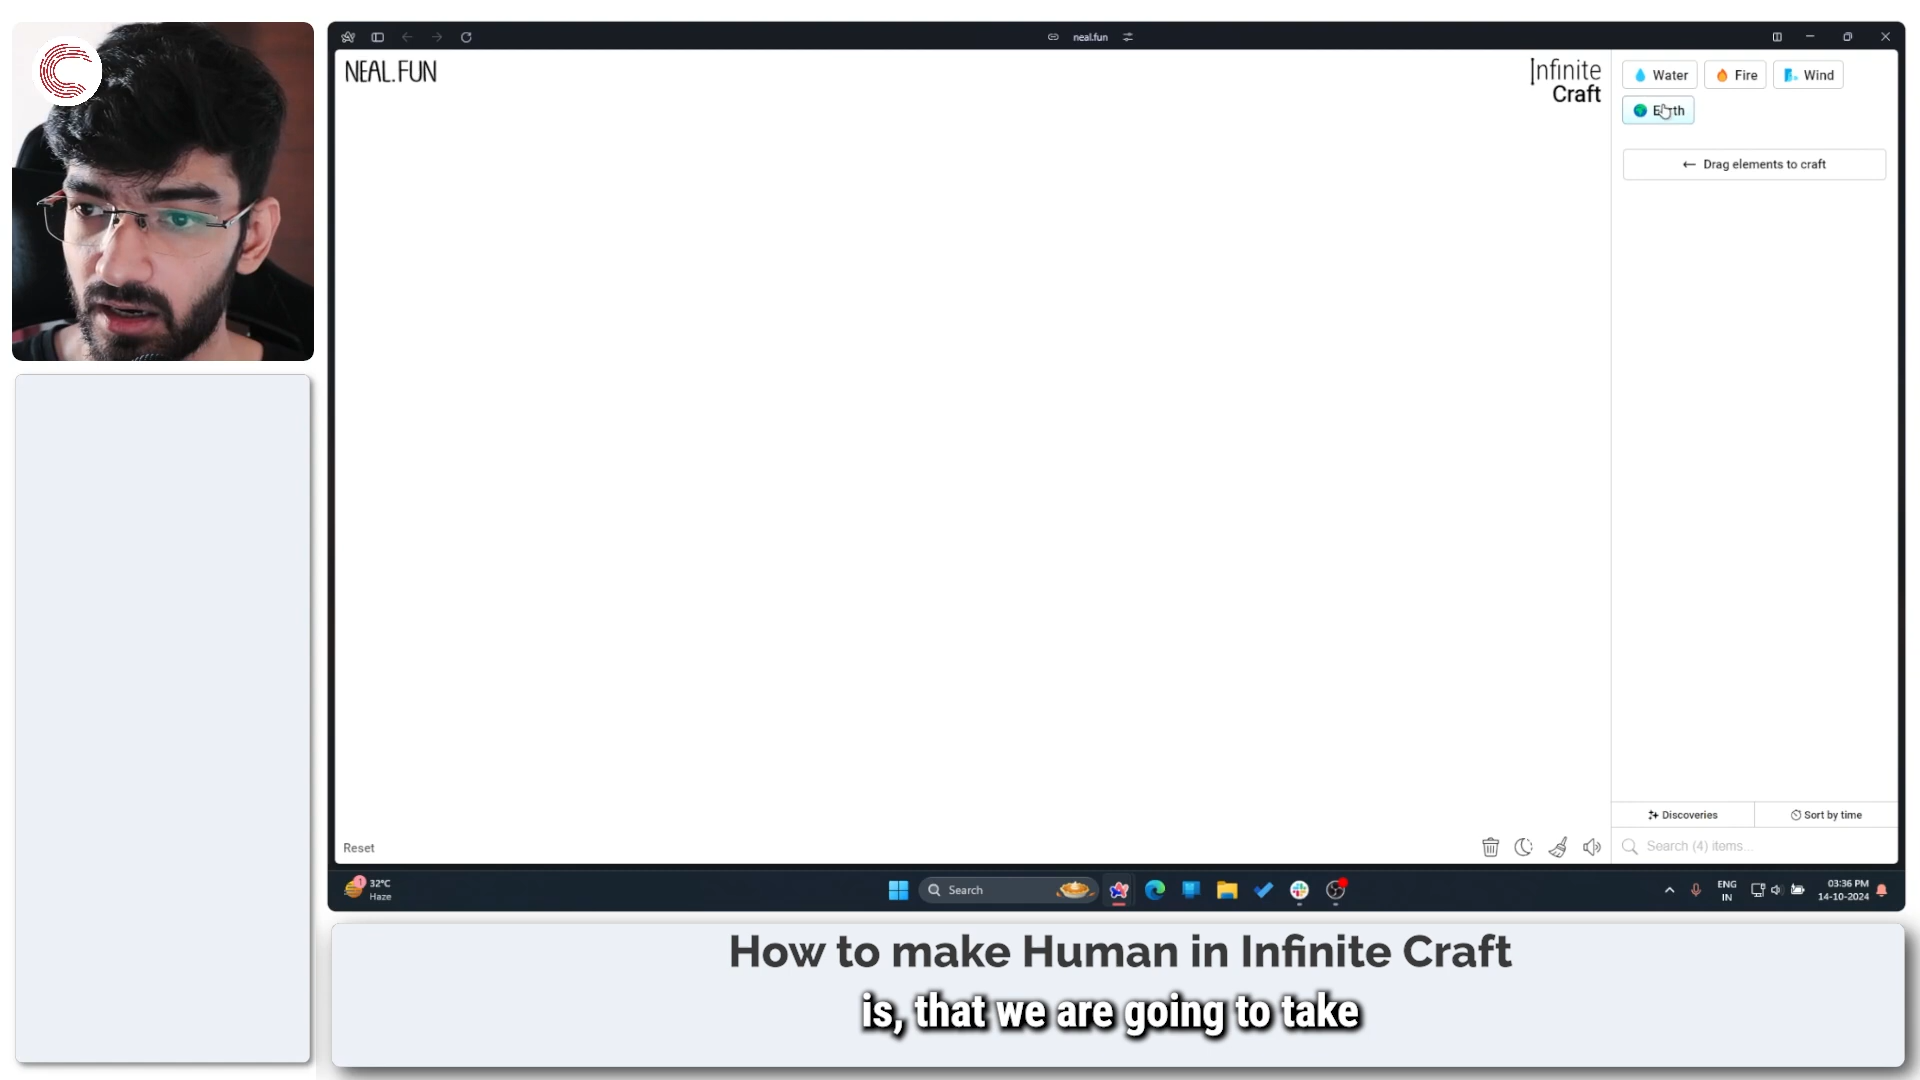 neal.fun
NEAL.FUN
Infinite
Craft
Water
Fire
Wind
← Drag elements to craft
Discoveries
Sort by time
Reset
Search (4) items...
1
32°C
Haze
Search
ENG
IN
03:36 PM
14-10-2024
How to make Human in Infinite Craft
is, that we are going to take